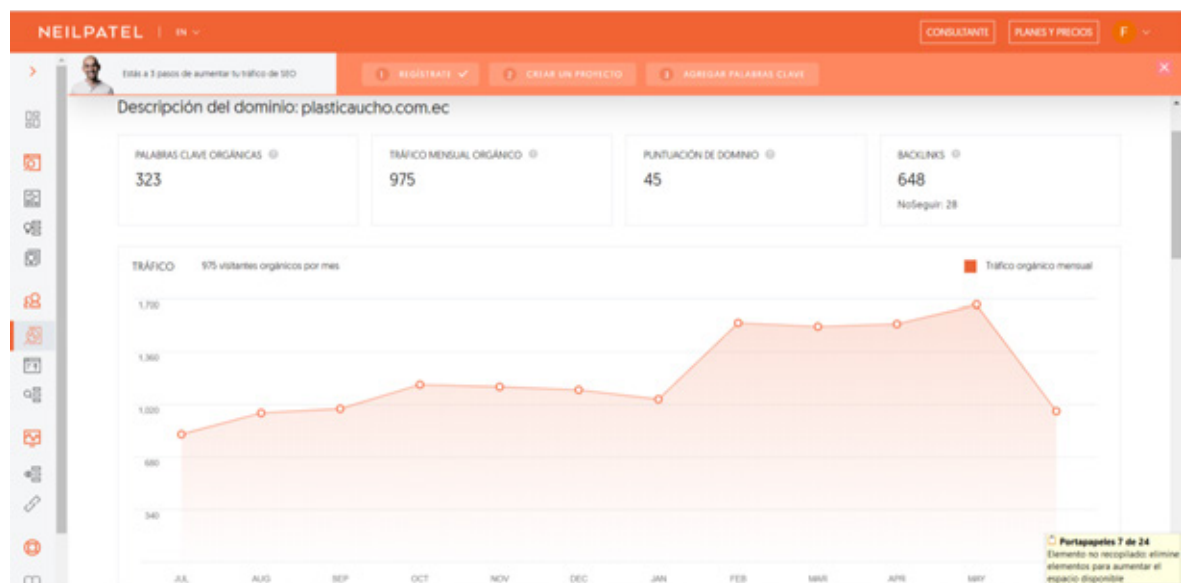 NEILPATEL | EN
CONSULTANTE
PLANES Y PRECIOS
F
Estás a 3 pasos de aumentar tu tráfico de SEO
1 REGÍSTRATE
2 CREAR UN PROYECTO
3 AGREGAR PALABRAS CLAVE
Descripción del dominio: plasticaucho.com.ec
PALABRAS CLAVE ORGÁNICAS
323
TRÁFICO MENSUAL ORGÁNICO
975
PUNTUACIÓN DE DOMINIO
45
BACKLINKS
648
NoSeguir: 28
TRÁFICO 975 visitantes orgánicos por mes
Tráfico orgánico mensual
1,700
1,360
1,020
680
340
JUL AUG SEP OCT NOV DEC JAN FEB MAR APR MAY
Portapapeles 7 de 24
Elemento no recopilado: elimine
elementos para aumentar el
espacio disponible